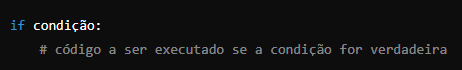 if condição:
    # código a ser executado se a condição for verdadeira